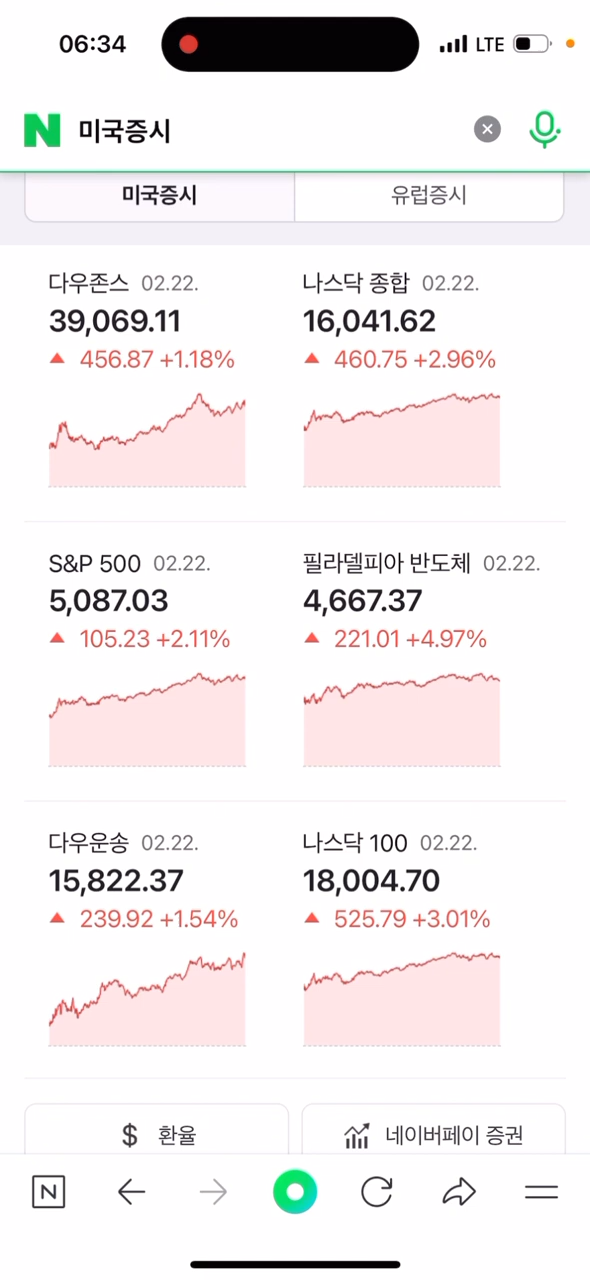 06:34 LTE
N 미국증시
미국증시 유럽증시
다우존스 02.22. 나스닥 종합 02.22.
39,069.11 16,041.62
▲ 456.87 +1.18% ▲ 460.75 +2.96%
S&P 500 02.22. 필라델피아 반도체 02.22.
5,087.03 4,667.37
▲ 105.23 +2.11% ▲ 221.01 +4.97%
다우운송 02.22. 나스닥 100 02.22.
15,822.37 18,004.70
▲ 239.92 +1.54% ▲ 525.79 +3.01%
$ 환율 네이버페이 증권
N